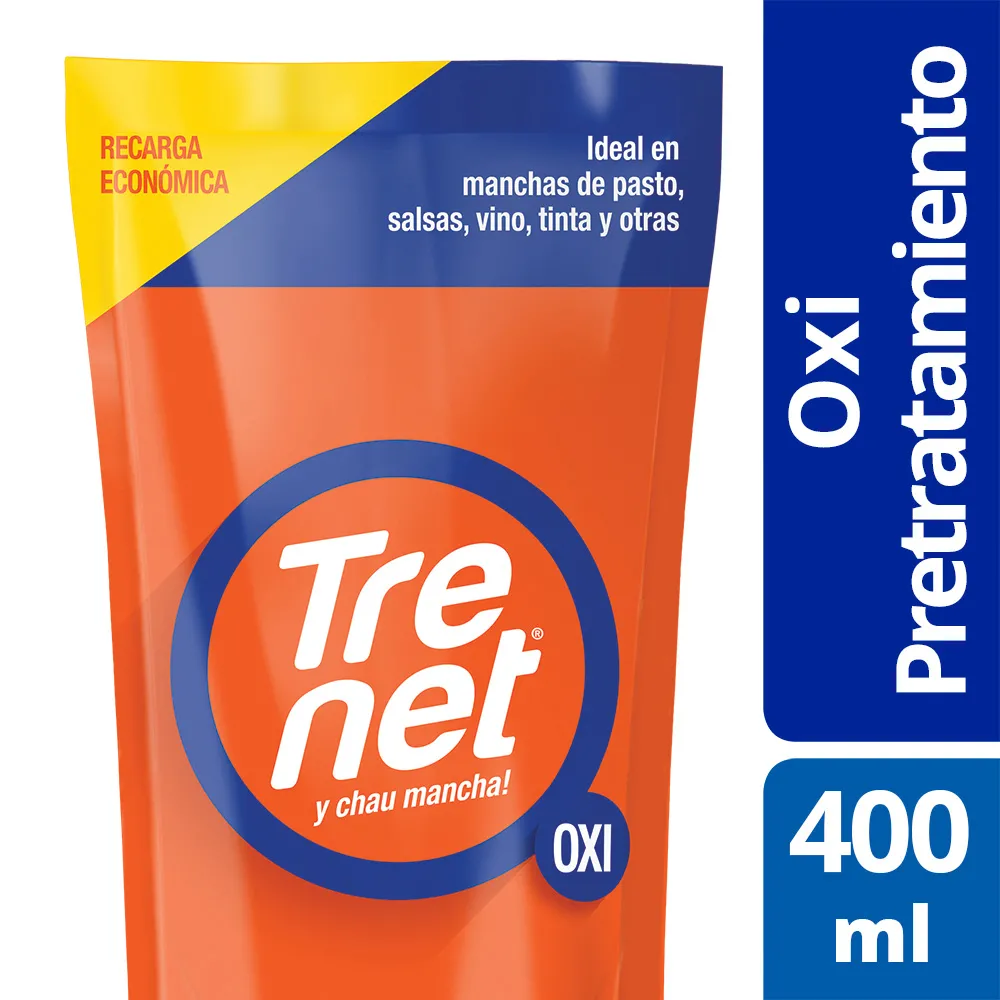 RECARGA
ECONÓMICA
Ideal en
manchas de pasto,
salsas, vino, tinta y otras
Tre
net®
y chau mancha!
OXI
Oxi
Pretratamiento
400
ml